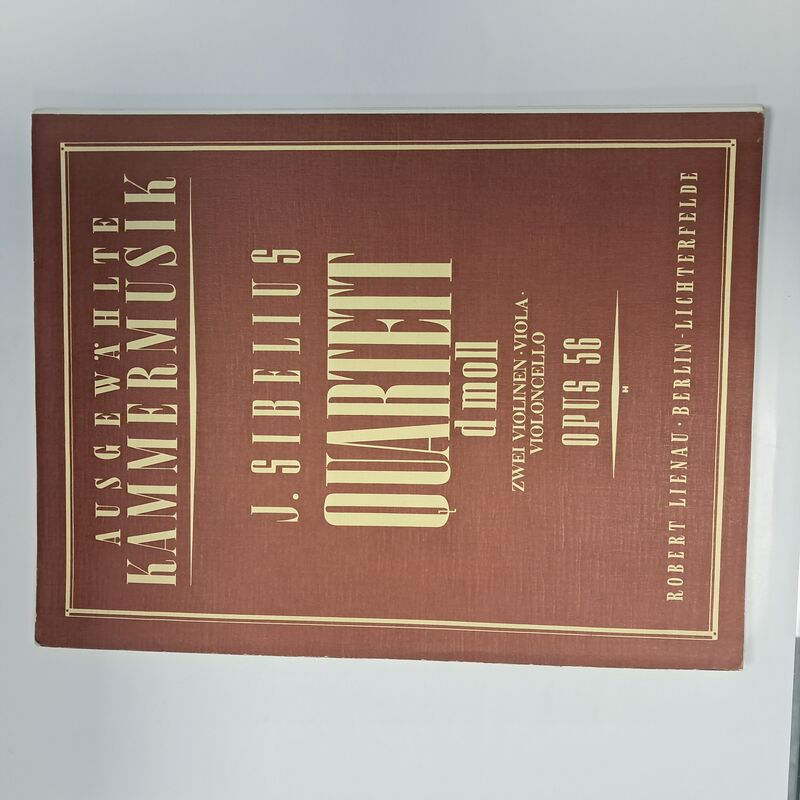 AUSGEWÄHLTE
KAMMERMUSIK
J. SIBELIUS
QUARTETT
d moll
ZWEI VIOLINEN · VIOLA ·
VIOLONCELLO
OPUS 56
ROBERT LIENAU · BERLIN - LICHTERFELDE